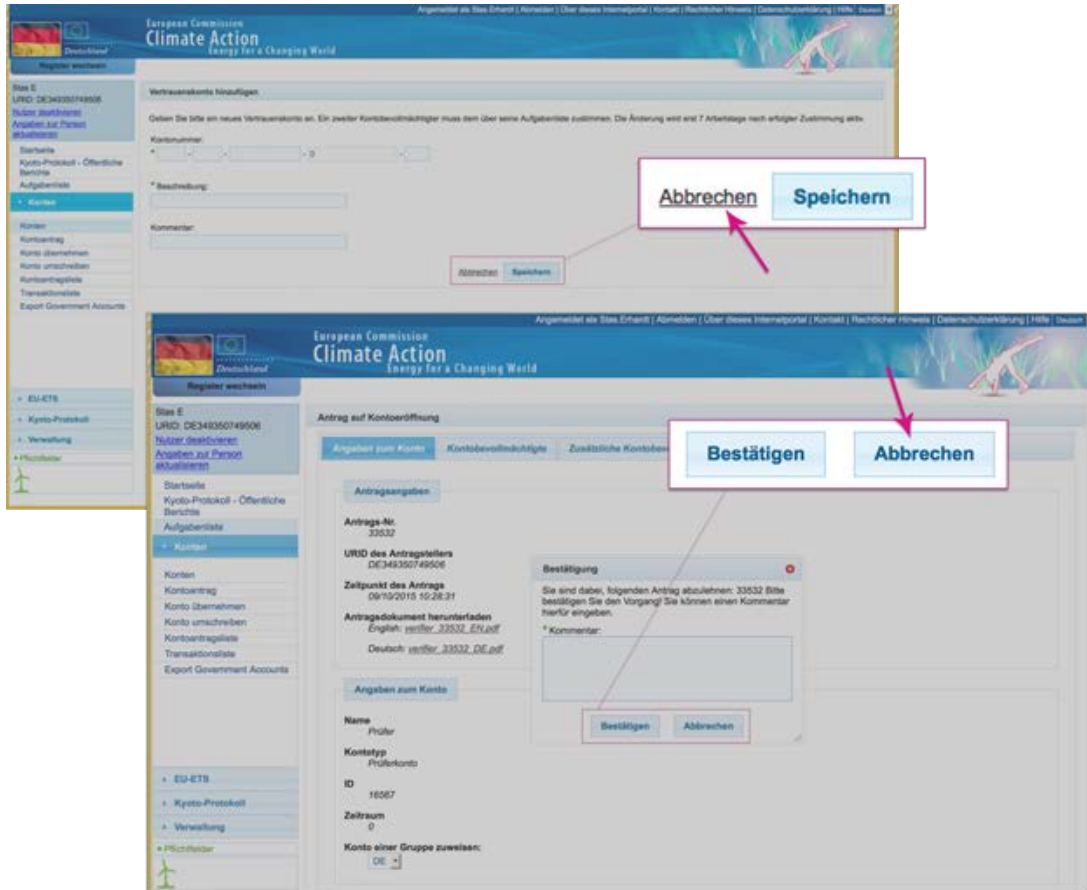 Angemeldet als Stas Erhardt | Abmelden | Über dieses Internetportal | Kontakt | Rechtlicher Hinweis | Datenschutzerklärung | Hilfe Deutsch
European Commission
Climate Action
Energy for a Changing World
Deutschland
Register wechseln
Stas E
URID: DE349350749506
Nutzer deaktivieren
Angaben zur Person
aktualisieren
Startseite
Kyoto-Protokoll - Öffentliche
Berichte
Aufgabenliste
Konten
Konten
Kontoantrag
Konto übernehmen
Konto umschreiben
Kontoantragsliste
Transaktionsliste
Export Government Accounts
EU-ETS
Kyoto-Protokoll
Verwaltung
Pflichtfelder
Vertrauenskonto hinzufügen
Geben Sie bitte ein neues Vertrauenskonto an. Ein zweiter Kontobevollmächtigter muss dem über seine Aufgabenliste zustimmen. Die Änderung wird erst 7 Arbeitstage nach erfolgter Zustimmung aktiv.
Kontonummer:
* - - - 0 -
* Beschreibung:
Kommentar:
Abbrechen Speichern
Abbrechen Speichern
Angemeldet als Stas Erhardt | Abmelden | Über dieses Internetportal | Kontakt | Rechtlicher Hinweis | Datenschutzerklärung | Hilfe Deutsch
European Commission
Climate Action
Energy for a Changing World
Deutschland
Register wechseln
Stas E
URID: DE349350749506
Nutzer deaktivieren
Angaben zur Person
aktualisieren
Startseite
Kyoto-Protokoll - Öffentliche
Berichte
Aufgabenliste
Konten
Konten
Kontoantrag
Konto übernehmen
Konto umschreiben
Kontoantragsliste
Transaktionsliste
Export Government Accounts
EU-ETS
Kyoto-Protokoll
Verwaltung
Pflichtfelder
Antrag auf Kontoeröffnung
Angaben zum Konto Kontobevollmächtigte Zusätzliche
Bestätigen Abbrechen
Antragsangaben
Antrags-Nr.
33532
URID des Antragstellers
DE349350749506
Zeitpunkt des Antrags
09/10/2015 10:28:31
Antragsdokument herunterladen
English: verifier_33532_EN.pdf
Deutsch: verifier_33532_DE.pdf
Bestätigung
Sie sind dabei, folgenden Antrag abzulehnen: 33532 Bitte
bestätigen Sie den Vorgang! Sie können einen Kommentar
hierfür eingeben.
* Kommentar:
Bestätigen Abbrechen
Angaben zum Konto
Name
Prüfer
Kontotyp
Prüferkonto
ID
16567
Zeitraum
0
Konto einer Gruppe zuweisen:
DE